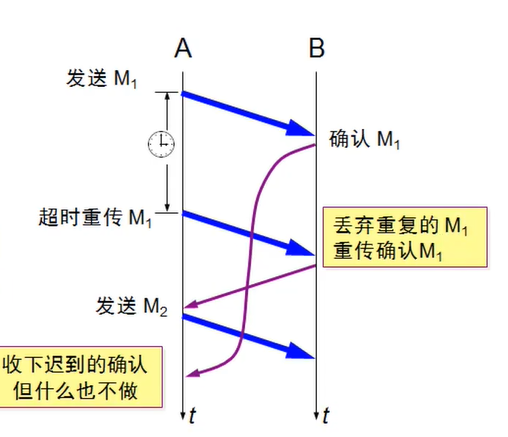 A
B
发送 M1
确认 M1
超时重传 M1
丢弃重复的 M1
重传确认M1
发送 M2
收下迟到的确认
但什么也不做
t
t